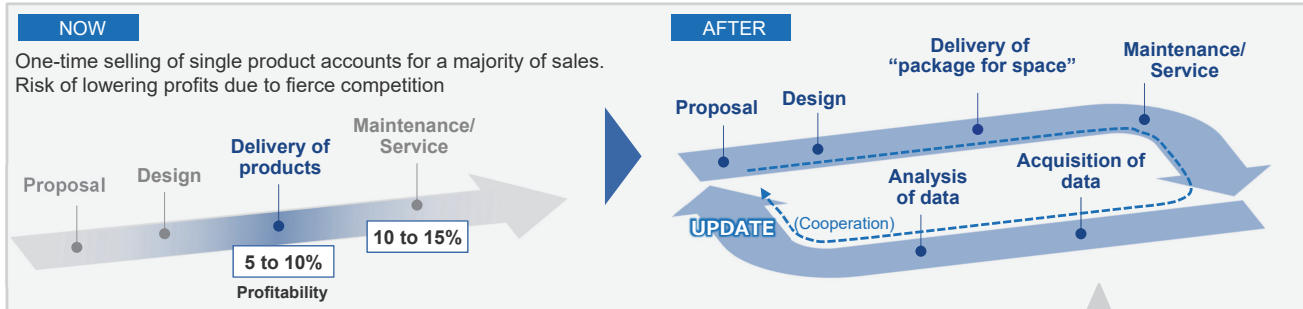 NOW
One-time selling of single product accounts for a majority of sales.
Risk of lowering profits due to fierce competition
Proposal
Design
Delivery of
products
Maintenance/
Service
5 to 10%
Profitability
10 to 15%
AFTER
Proposal
Design
Delivery of
“package for space”
Maintenance/
Service
Analysis
of data
Acquisition of
data
UPDATE
(Cooperation)